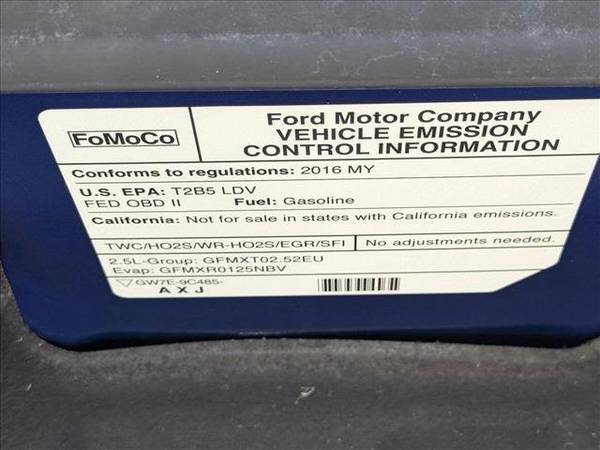 FoMoCo
Ford Motor Company
VEHICLE EMISSION
CONTROL INFORMATION
Conforms to regulations: 2016 MY
U.S. EPA: T2B5 LDV
FED OBD II Fuel: Gasoline
California: Not for sale in states with California emissions.
TWC/HO2S/WR-HO2S/EGR/SFI No adjustments needed.
2.5L-Group: GFMXT02.52EU
Evap: GFMXR0125NBV
GW7E-9C485-
AXJ